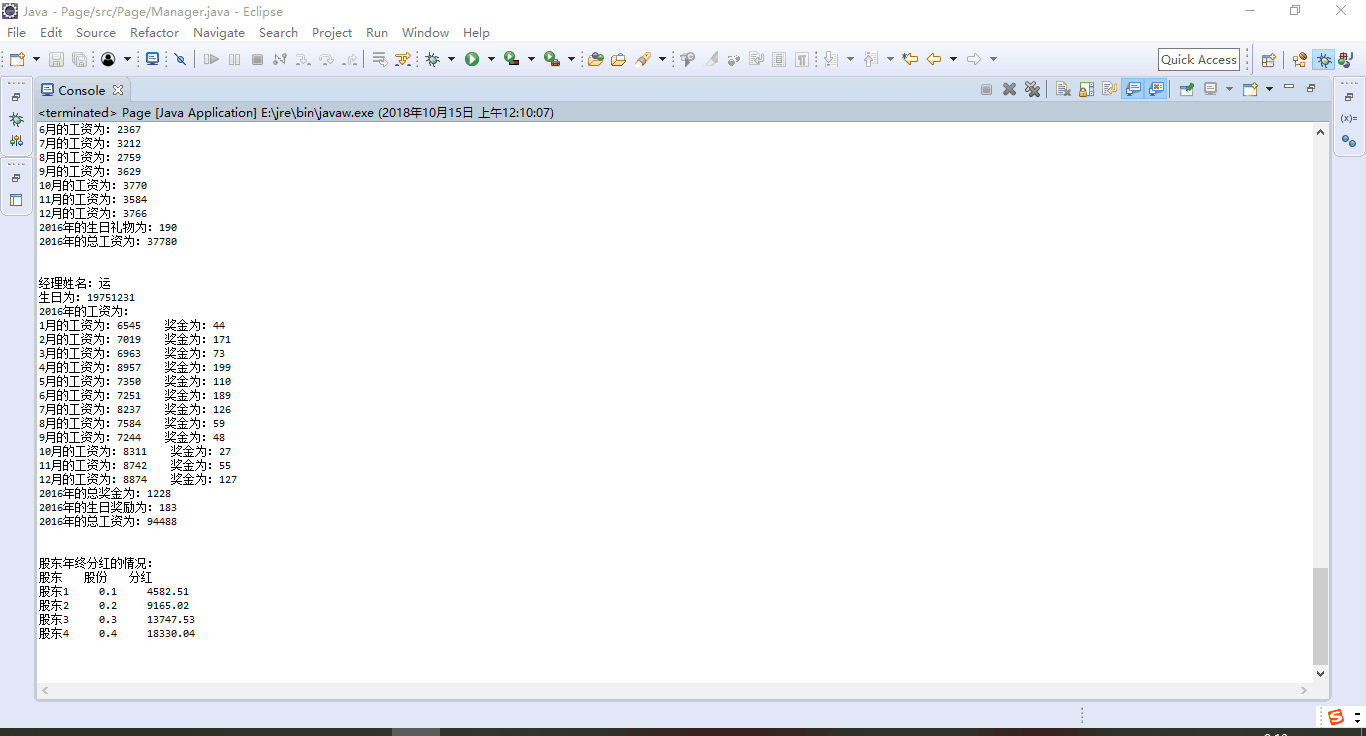 Java - Page/src/Page/Manager.java - Eclipse
File Edit Source Refactor Navigate Search Project Run Window Help
Quick Access
Console
<terminated> Page [Java Application] E:\jre\bin\javaw.exe (2018年10月15日 上午12:10:07)
6月的工资为：2367
7月的工资为：3212
8月的工资为：2759
9月的工资为：3629
10月的工资为：3770
11月的工资为：3584
12月的工资为：3766
2016年的生日礼物为：190
2016年的总工资为：37780
经理姓名：运
生日为：19751231
2016年的工资为：
1月的工资为：6545 奖金为：44
2月的工资为：7019 奖金为：171
3月的工资为：6963 奖金为：73
4月的工资为：8957 奖金为：199
5月的工资为：7350 奖金为：110
6月的工资为：7251 奖金为：189
7月的工资为：8237 奖金为：126
8月的工资为：7584 奖金为：59
9月的工资为：7244 奖金为：48
10月的工资为：8311 奖金为：27
11月的工资为：8742 奖金为：55
12月的工资为：8874 奖金为：127
2016年的总奖金为：1228
2016年的生日奖励为：183
2016年的总工资为：94488
股东年终分红的情况：
股东 股份 分红
股东1 0.1 4582.51
股东2 0.2 9165.02
股东3 0.3 13747.53
股东4 0.4 18330.04
(x)=